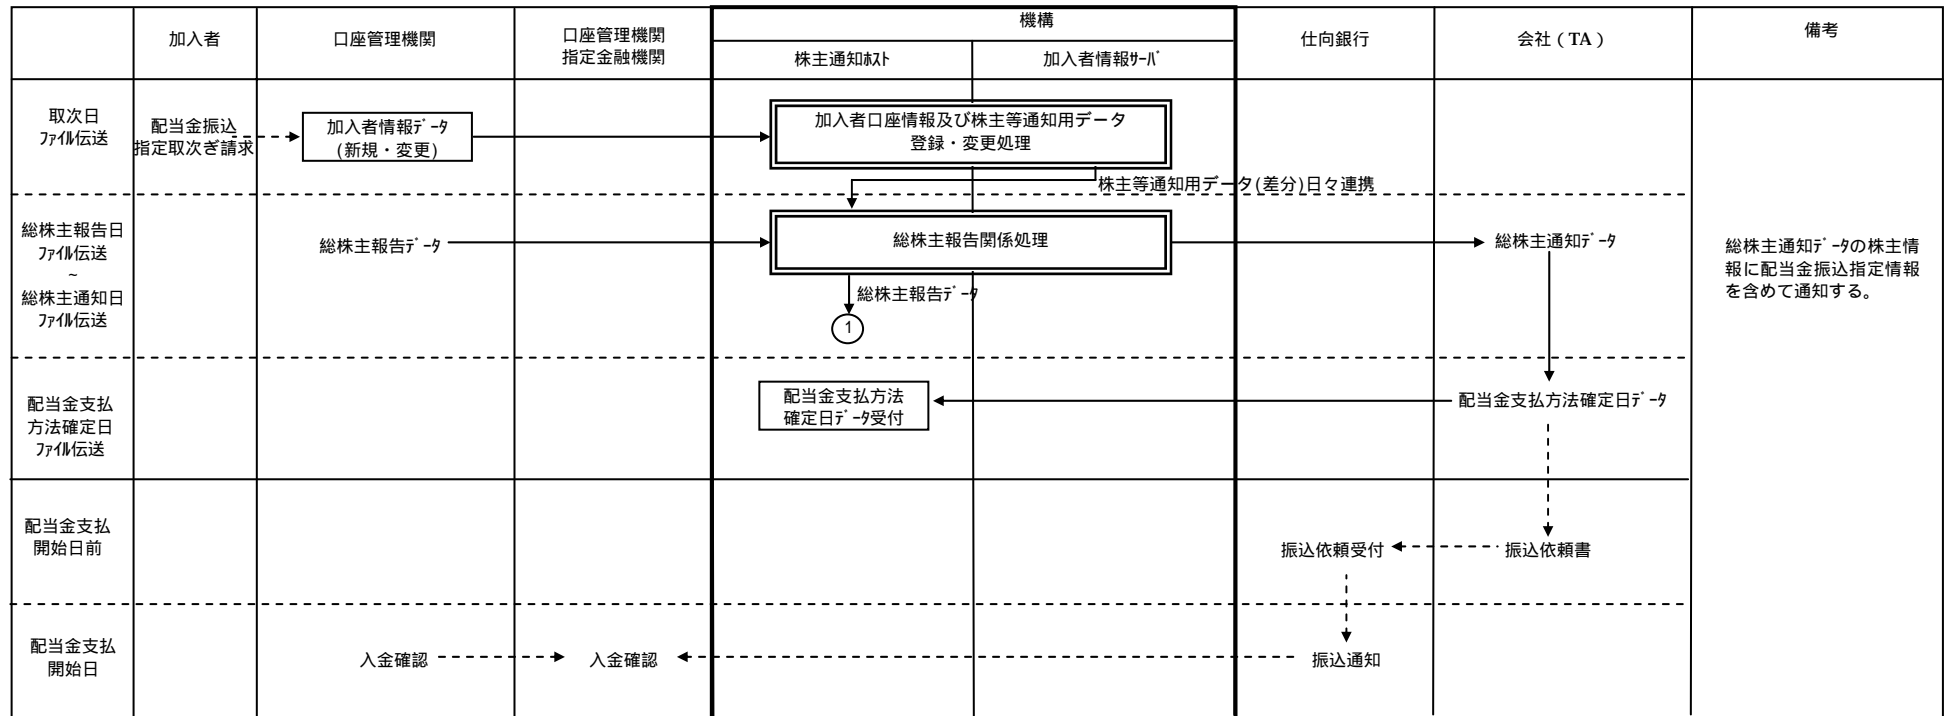 加入者
口座管理機関
口座管理機関
指定金融機関
機構
株主通知ﾎｽﾄ
加入者情報ｻｰﾊﾞ
仕向銀行
会社（TA）
備考
取次日
ﾌｧｲﾙ伝送
配当金振込
指定取次ぎ請求
加入者情報ﾃﾞｰﾀ
(新規・変更)
加入者口座情報及び株主等通知用データ
登録・変更処理
株主等通知用データ(差分)日々連携
総株主報告日
ﾌｧｲﾙ伝送
~
総株主通知日
ﾌｧｲﾙ伝送
総株主報告ﾃﾞｰﾀ
総株主報告関係処理
総株主通知ﾃﾞｰﾀ
総株主通知ﾃﾞｰﾀの株主情
報に配当金振込指定情報
を含めて通知する。
総株主報告ﾃﾞｰﾀ
1
配当金支払
方法確定日
ﾌｧｲﾙ伝送
配当金支払方法
確定日ﾃﾞｰﾀ受付
配当金支払方法確定日ﾃﾞｰﾀ
配当金支払
開始日前
振込依頼受付
振込依頼書
配当金支払
開始日
入金確認
入金確認
振込通知